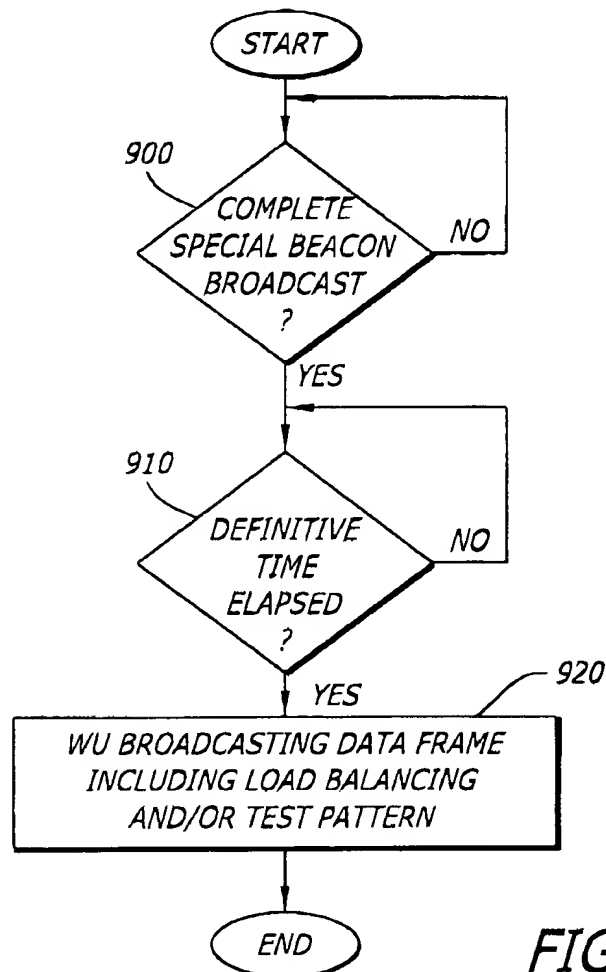 START
900
COMPLETE
SPECIAL BEACON
BROADCAST
?
NO
YES
910
DEFINITIVE
TIME
ELAPSED
?
NO
YES
920
WU BROADCASTING DATA FRAME
INCLUDING LOAD BALANCING
AND/OR TEST PATTERN
END
FIG